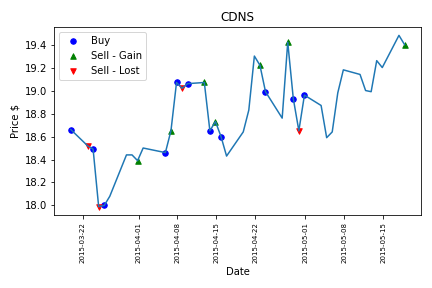 CDNS
Buy
Sell - Gain
Sell - Lost
Price $
19.4
19.2
19.0
18.8
18.6
18.4
18.2
18.0
2015-03-22
2015-04-01
2015-04-08
2015-04-15
2015-04-22
2015-05-01
2015-05-08
2015-05-15
Date